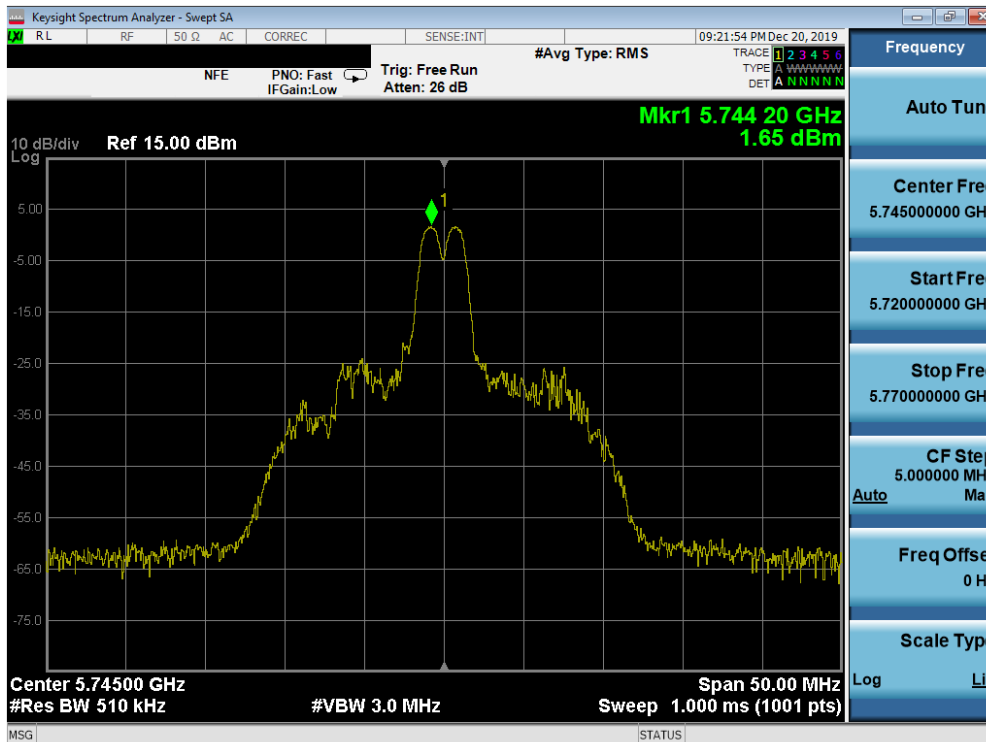 Keysight Spectrum Analyzer - Swept SA
LXI RL RF 50 Ω AC CORREC SENSE:INT 09:21:54 PM Dec 20, 2019
#Avg Type: RMS TRACE 1 2 3 4 5 6
NFE PNO: Fast Trig: Free Run TYPE A WWWWW
IFGain:Low Atten: 26 dB DET A N N N N N
Mkr1 5.744 20 GHz
1.65 dBm
10 dB/div Ref 15.00 dBm
Log
1
5.00
-5.00
-15.0
-25.0
-35.0
-45.0
-55.0
-65.0
-75.0
Center 5.74500 GHz Span 50.00 MHz
#Res BW 510 kHz #VBW 3.0 MHz Sweep 1.000 ms (1001 pts)
MSG STATUS
Frequency
Auto Tun
Center Fre
5.745000000 GH
Start Fre
5.720000000 GH
Stop Fre
5.770000000 GH
CF Step
5.000000 MH
Auto Ma
Freq Offse
0 H
Scale Type
Log Li